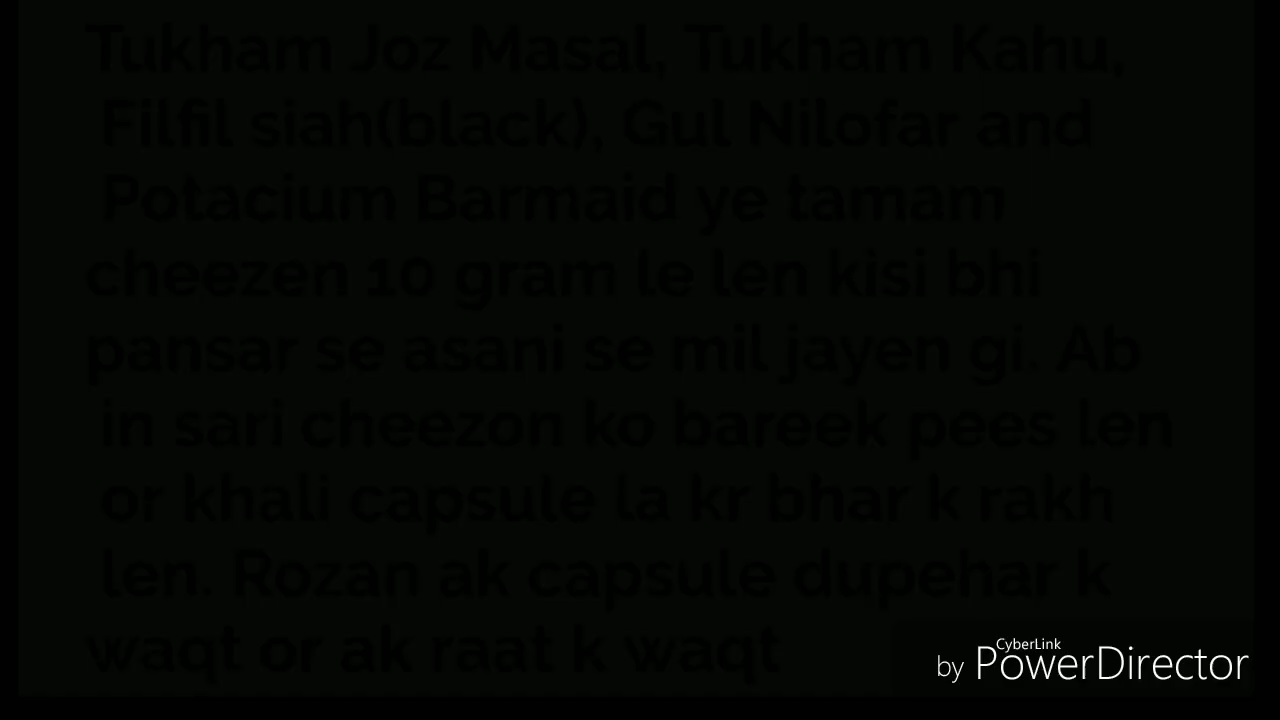 Tukham Joz Masal, Tukham Kahu,
Filfil siah(black), Gul Nilofar and
Potacium Barmaid ye tamam
cheezen 10 gram le len kisi bhi
pansar se asani se mil jayen gi. Ab
in sari cheezon ko bareek pees len
or khali capsule la kr bhar k rakh
len. Rozan ak capsule dupehar k
waqt or ak raat k waqt
by CyberLink PowerDirector